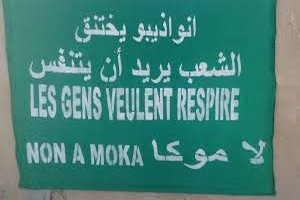 انواذيبو يختنق
الشعب يريد أن يتنفس
LES GENS VEULENT RESPIRE
NON A MOKA لا موكا